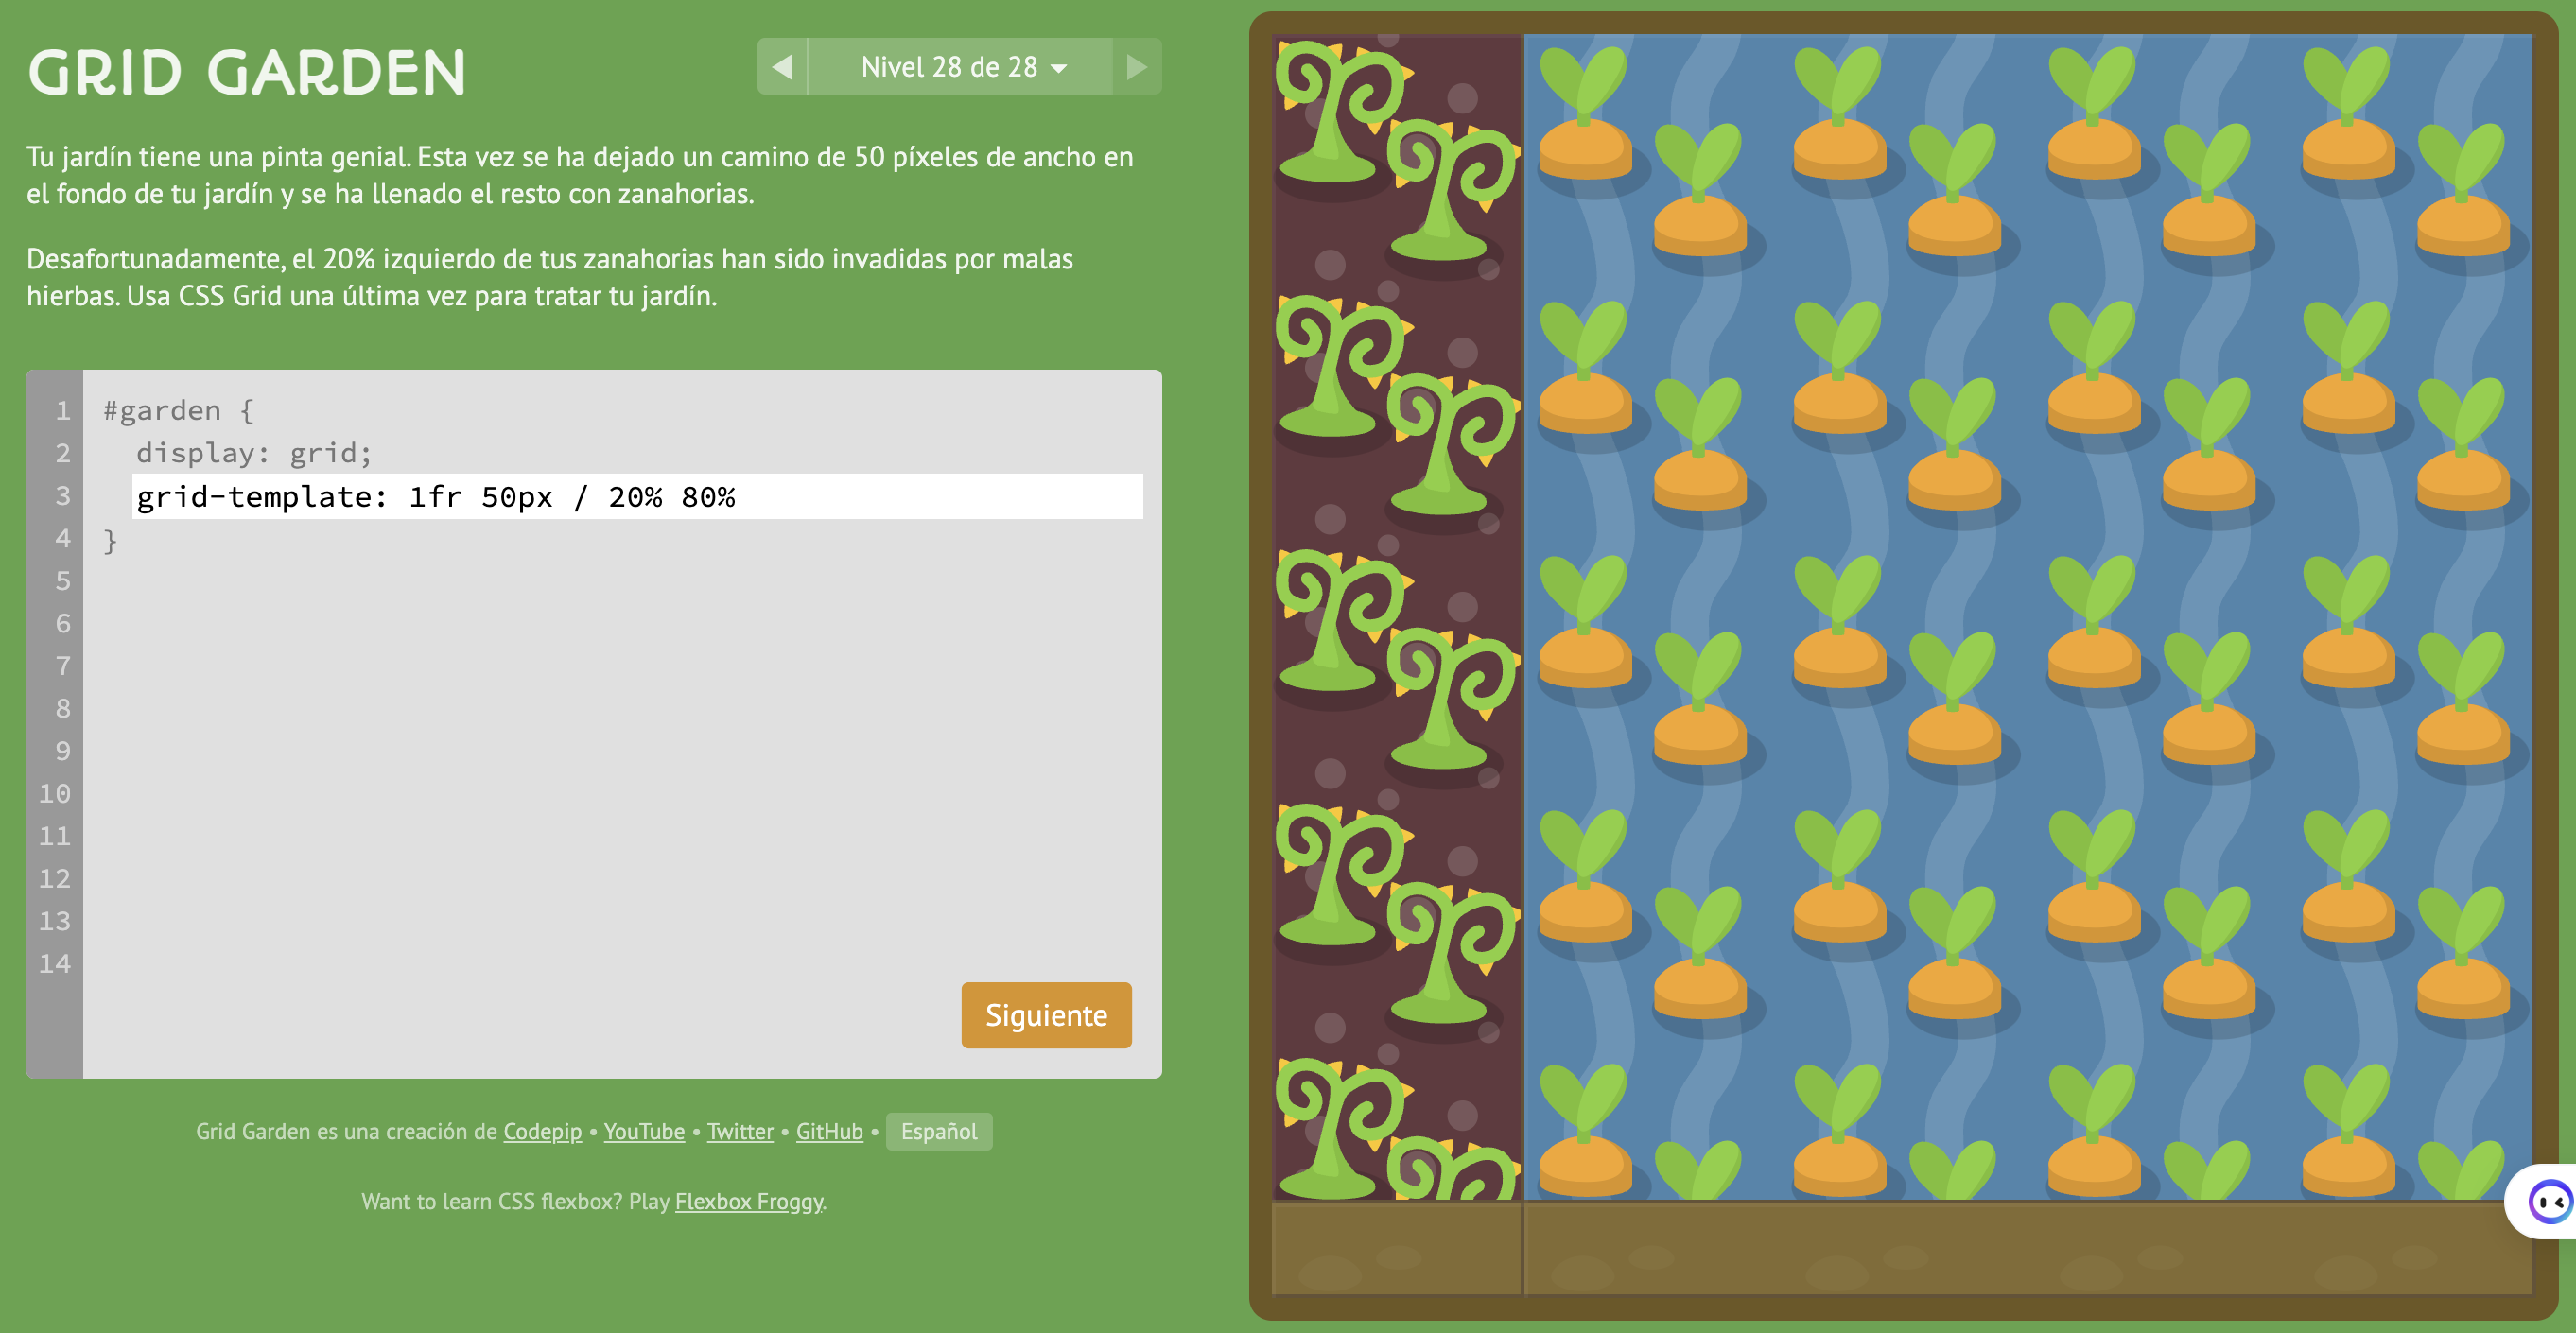 GRID GARDEN
Nivel 28 de 28
Tu jardín tiene una pinta genial. Esta vez se ha dejado un camino de 50 píxeles de ancho en
el fondo de tu jardín y se ha llenado el resto con zanahorias.
Desafortunadamente, el 20% izquierdo de tus zanahorias han sido invadidas por malas
hierbas. Usa CSS Grid una última vez para tratar tu jardín.
1 #garden {
2 display: grid;
3 grid-template: 1fr 50px / 20% 80%
4 }
5
6
7
8
9
10
11
12
13
14
Siguiente
Grid Garden es una creación de Codepip • YouTube • Twitter • GitHub • Español
Want to learn CSS flexbox? Play Flexbox Froggy.